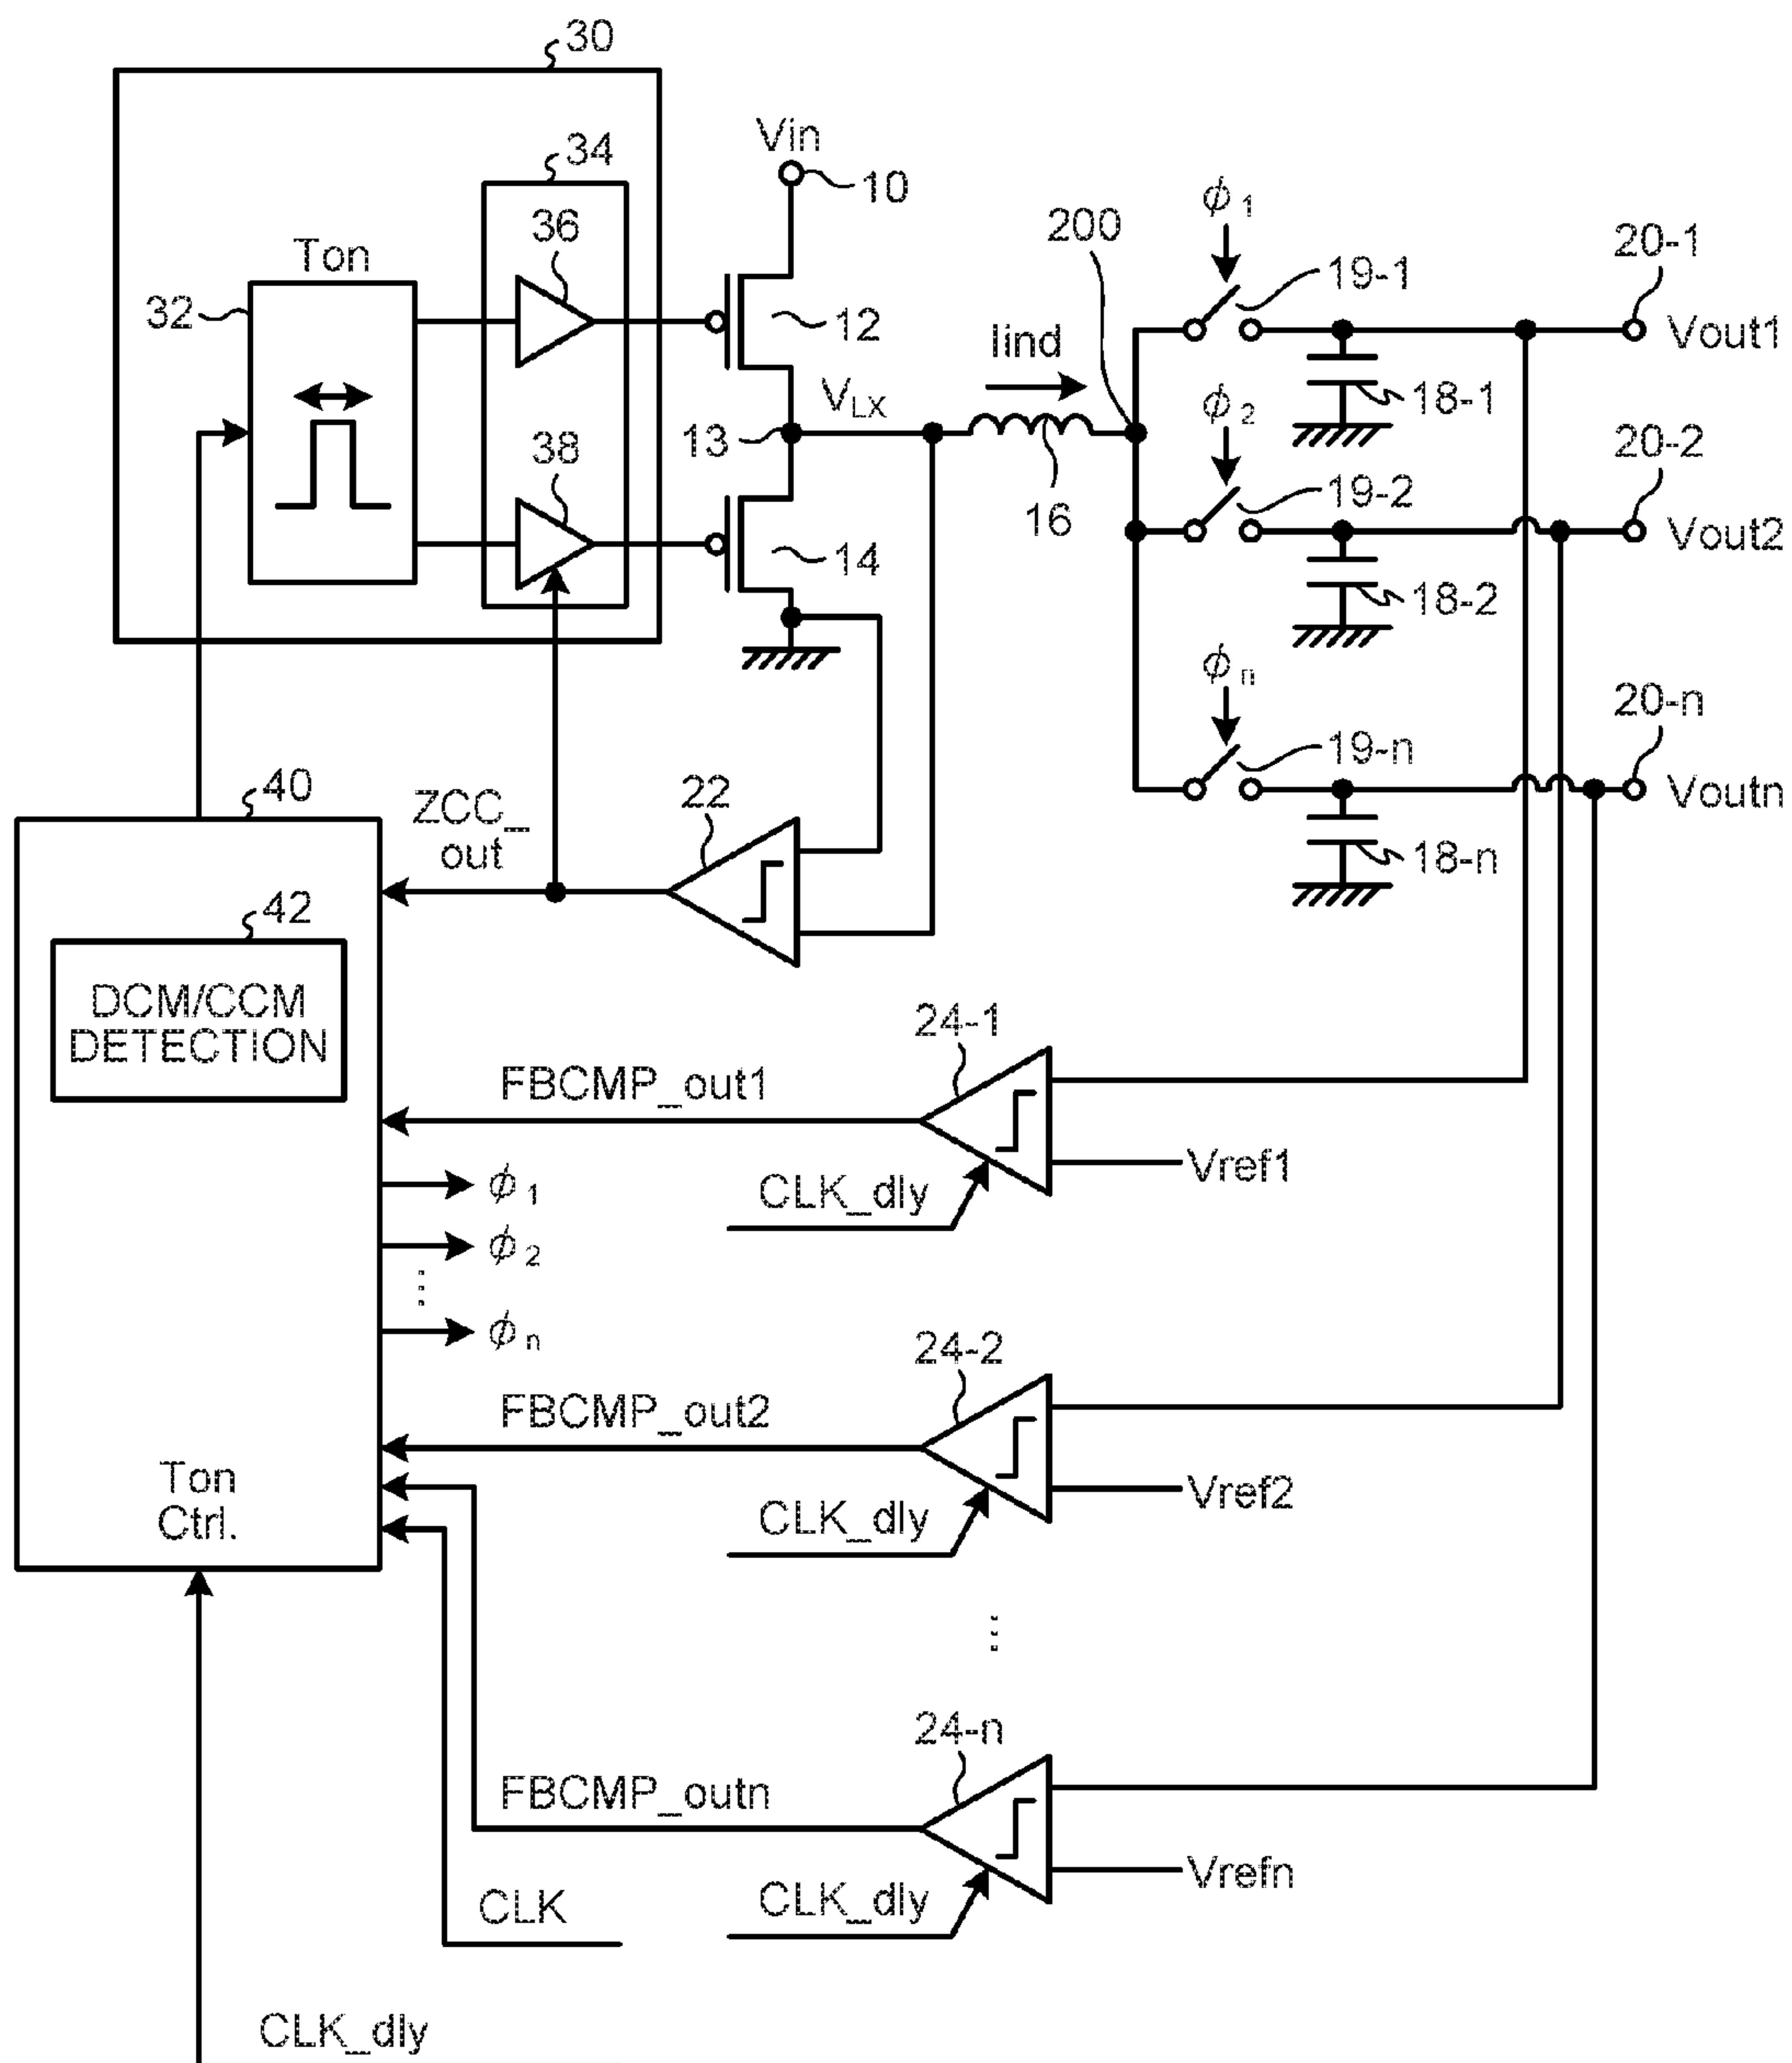 30
Vin
34
10
ϕ1
200
20-1
36
Ton
19-1
32
12
Iind
Vout1
VLX
18-1
ϕ2
13
38
20-2
19-2
16
Vout2
14
18-2
ϕn
20-n
19-n
40
22
ZCC_
out
Voutn
18-n
42
DCM/CCM
DETECTION
24-1
FBCMP_out1
Vref1
CLK_dly
ϕ1
ϕ2
⋮
ϕn
24-2
FBCMP_out2
Ton
Ctrl.
Vref2
CLK_dly
⋮
24-n
FBCMP_outn
Vrefn
CLK
CLK_dly
CLK_dly